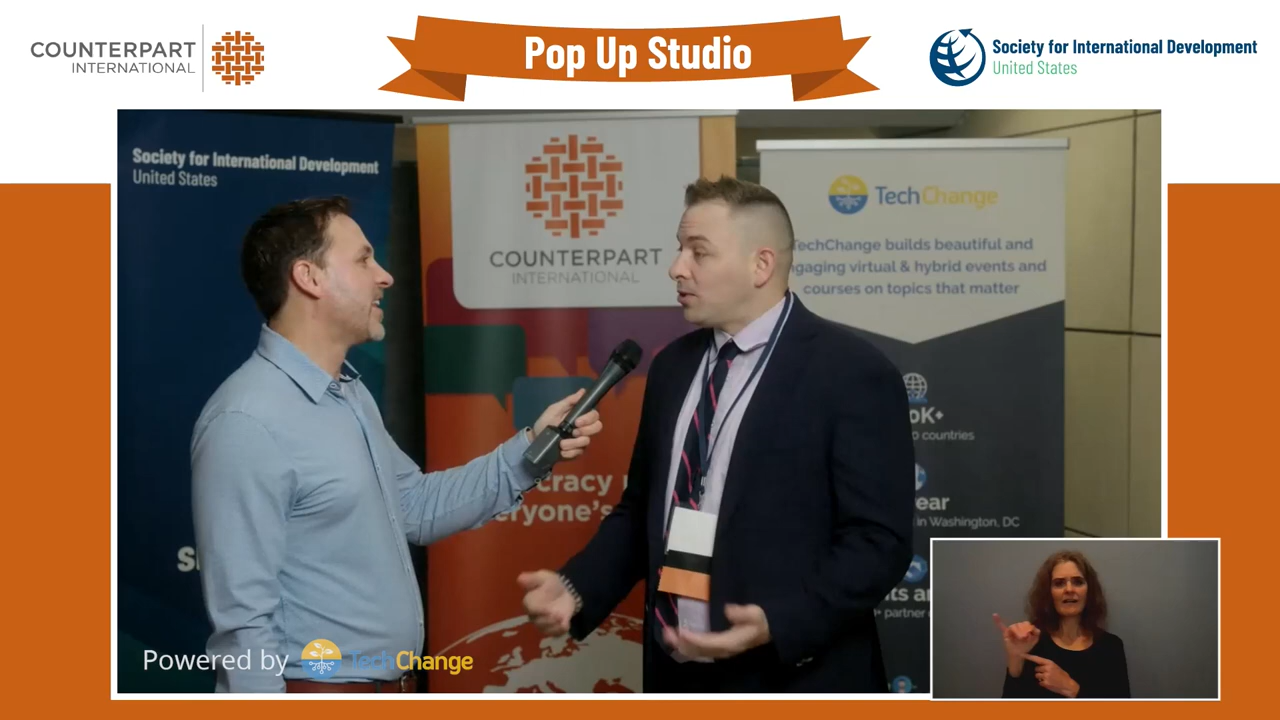 COUNTERPART
INTERNATIONAL
Pop Up Studio
Society for International Development
United States
Society for International Development
United States
COUNTERPART
INTERNATIONAL
TechChange
TechChange builds beautiful and
engaging virtual & hybrid events and
courses on topics that matter
countries
in Washington, DC
partner
Powered by TechChange